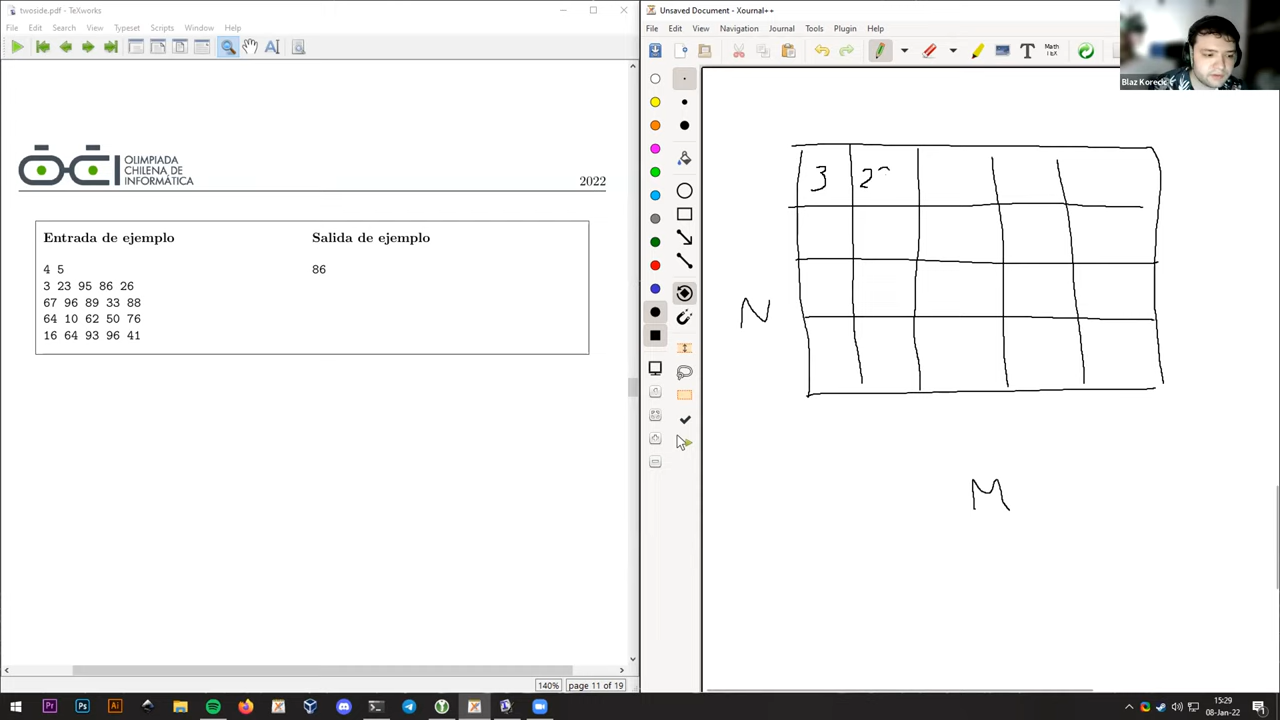 twoside.pdf - TeXworks
File Edit Search View Typeset Scripts Window Help
OLIMPIADA
CHILENA DE
INFORMÁTICA
2022
Entrada de ejemplo
Salida de ejemplo
4 5
86
3 23 95 86 26
67 96 89 33 88
64 10 62 50 76
16 64 93 96 41
140% page 11 of 19
Unsaved Document - Xournal++
File Edit View Navigation Journal Tools Plugin Help
Math
TEX
3
N
M
Blaz Korecic
15:29
08-Jan-22